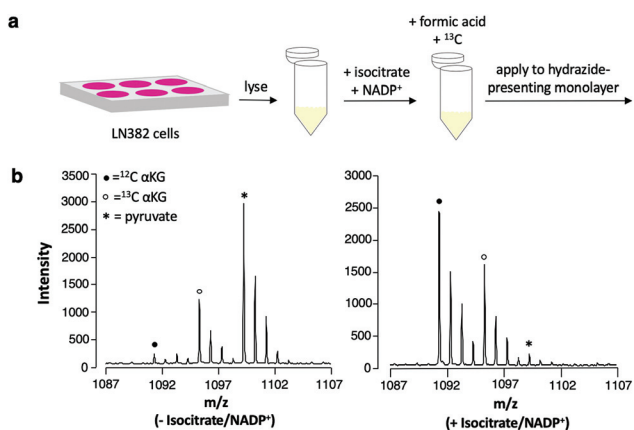 a
+ formic acid
+ ¹³C
lyse
+ isocitrate
+ NADP⁺
apply to hydrazide-
presenting monolayer
LN382 cells
b
● =¹²C αKG
○ =¹³C αKG
* = pyruvate
Intensity
3500
3000
2500
2000
1500
1000
500
0
1087 1092 1097 1102 1107
m/z
(- Isocitrate/NADP⁺)
3000
2500
2000
1500
1000
500
0
1087 1092 1097 1102 1107
m/z
(+ Isocitrate/NADP⁺)